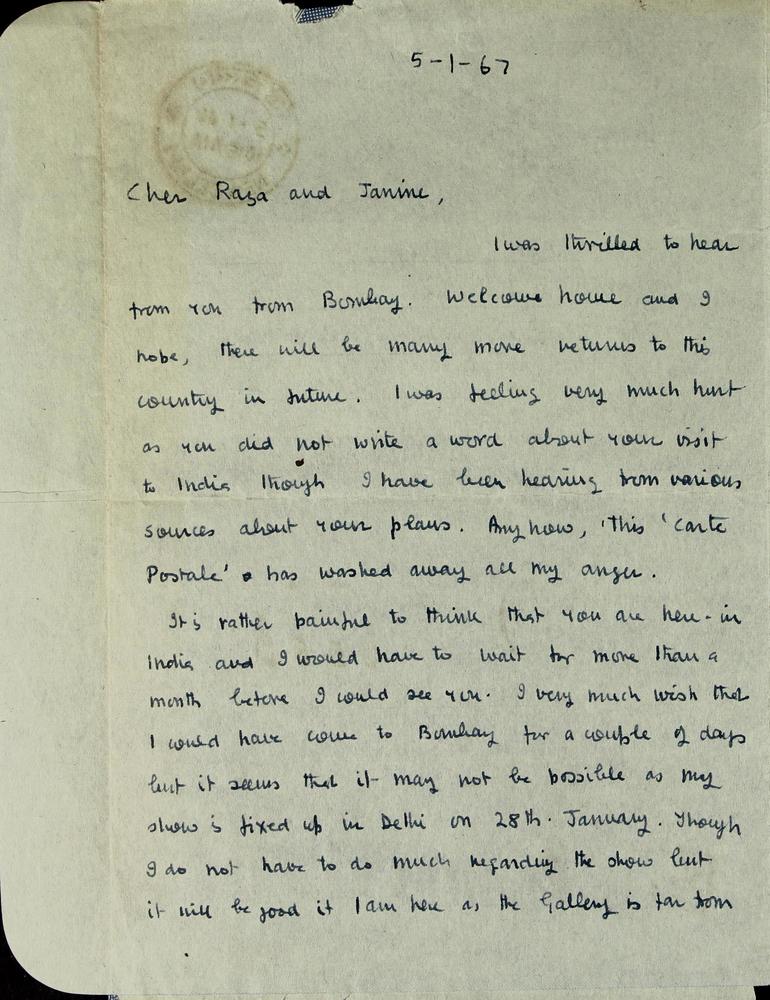 5-1-67
Cher Raza and Janine,
I was thrilled to hear
from you from Bombay. Welcome home and I
hope, there will be many more returns to this
country in future. I was feeling very much hurt
as you did not write a word about your visit
to India though I have been hearing from various
sources about your plans. Anyhow, this 'Carte
Postale' has washed away all my anger.
It is rather painful to think that you are here - in
India and I would have to wait for more than a
month before I could see you. I very much wish that
I could have come to Bombay for a couple of days
but it seems that it may not be possible as my
show is fixed up in Delhi on 28th. January. Though
I do not have to do much regarding the show but
it will be good if I am here as the Gallery is far from